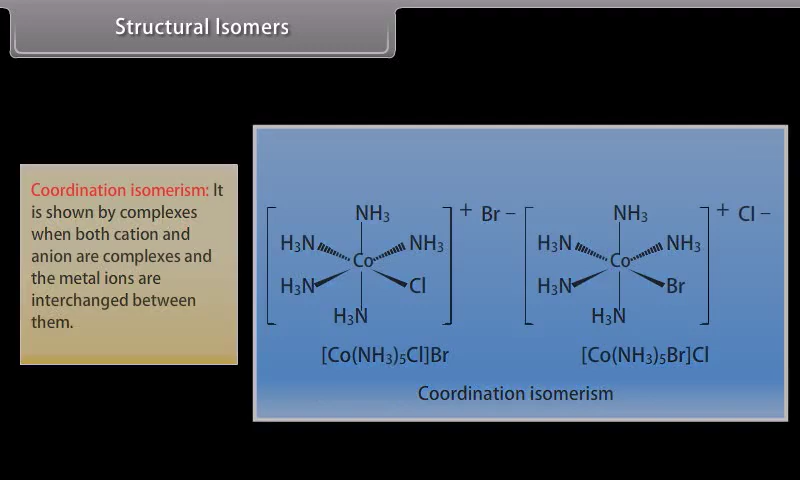 Structural Isomers
Coordination isomerism: It
is shown by complexes
when both cation and
anion are complexes and
the metal ions are
interchanged between
them.
NH₃
H₃N
NH₃
Co
H₃N
Cl
H₃N
+ Br –
[Co(NH₃)₅Cl]Br
NH₃
H₃N
NH₃
Co
H₃N
Br
H₃N
+ Cl –
[Co(NH₃)₅Br]Cl
Coordination isomerism